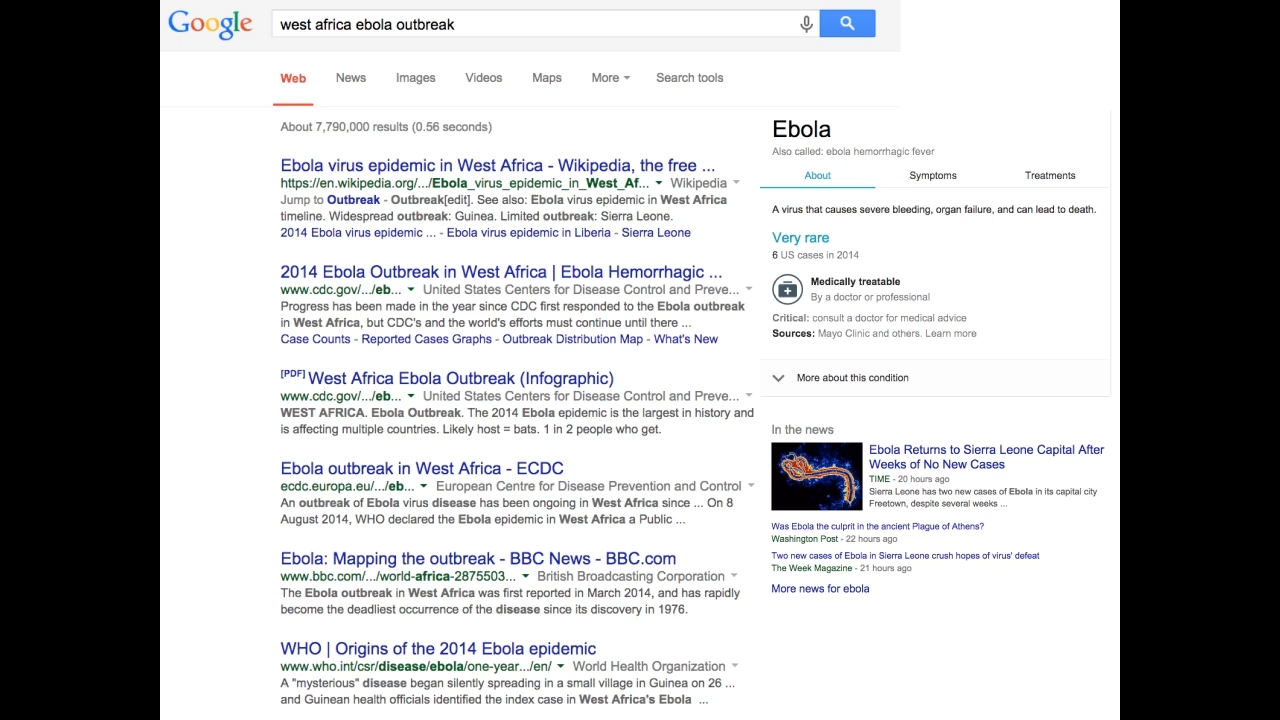 Google
west africa ebola outbreak
Web News Images Videos Maps More Search tools
About 7,790,000 results (0.56 seconds)
Ebola virus epidemic in West Africa - Wikipedia, the free ...
https://en.wikipedia.org/.../Ebola_virus_epidemic_in_West_Af... Wikipedia
Jump to Outbreak - Outbreak[edit]. See also: Ebola virus epidemic in West Africa
timeline. Widespread outbreak: Guinea. Limited outbreak: Sierra Leone.
2014 Ebola virus epidemic ... - Ebola virus epidemic in Liberia - Sierra Leone
2014 Ebola Outbreak in West Africa | Ebola Hemorrhagic ...
www.cdc.gov/.../eb... United States Centers for Disease Control and Preve...
Progress has been made in the year since CDC first responded to the Ebola outbreak
in West Africa, but CDC's and the world's efforts must continue until there ...
Case Counts - Reported Cases Graphs - Outbreak Distribution Map - What's New
[PDF] West Africa Ebola Outbreak (Infographic)
www.cdc.gov/.../eb... United States Centers for Disease Control and Preve...
WEST AFRICA. Ebola Outbreak. The 2014 Ebola epidemic is the largest in history and
is affecting multiple countries. Likely host = bats. 1 in 2 people who get.
Ebola outbreak in West Africa - ECDC
ecdc.europa.eu/.../eb... European Centre for Disease Prevention and Control
An outbreak of Ebola virus disease has been ongoing in West Africa since ... On 8
August 2014, WHO declared the Ebola epidemic in West Africa a Public ...
Ebola: Mapping the outbreak - BBC News - BBC.com
www.bbc.com/.../world-africa-2875503... British Broadcasting Corporation
The Ebola outbreak in West Africa was first reported in March 2014, and has rapidly
become the deadliest occurrence of the disease since its discovery in 1976.
WHO | Origins of the 2014 Ebola epidemic
www.who.int/csr/disease/ebola/one-year.../en/ World Health Organization
A "mysterious" disease began silently spreading in a small village in Guinea on 26 ...
and Guinean health officials identified the index case in West Africa's Ebola ...
Ebola
Also called: ebola hemorrhagic fever
About Symptoms Treatments
A virus that causes severe bleeding, organ failure, and can lead to death.
Very rare
6 US cases in 2014
Medically treatable
By a doctor or professional
Critical: consult a doctor for medical advice
Sources: Mayo Clinic and others. Learn more
More about this condition
In the news
Ebola Returns to Sierra Leone Capital After
Weeks of No New Cases
TIME - 20 hours ago
Sierra Leone has two new cases of Ebola in its capital city
Freetown, despite several weeks ...
Was Ebola the culprit in the ancient Plague of Athens?
Washington Post - 22 hours ago
Two new cases of Ebola in Sierra Leone crush hopes of virus' defeat
The Week Magazine - 21 hours ago
More news for ebola